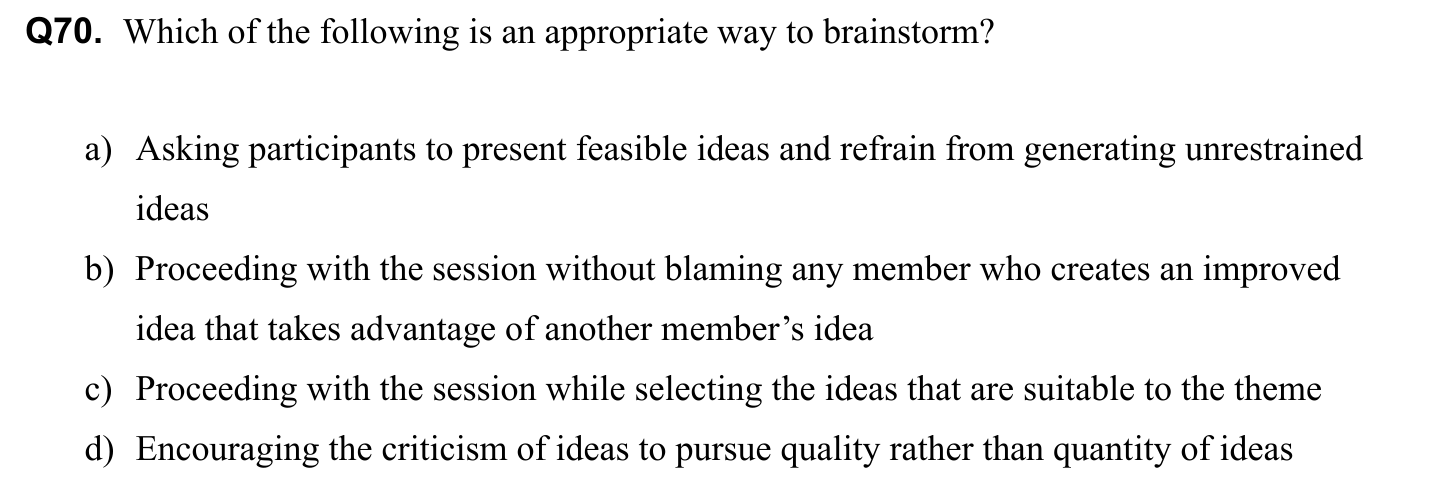 Q70. Which of the following is an appropriate way to brainstorm?
a) Asking participants to present feasible ideas and refrain from generating unrestrained
ideas
b) Proceeding with the session without blaming any member who creates an improved
idea that takes advantage of another member’s idea
c) Proceeding with the session while selecting the ideas that are suitable to the theme
d) Encouraging the criticism of ideas to pursue quality rather than quantity of ideas